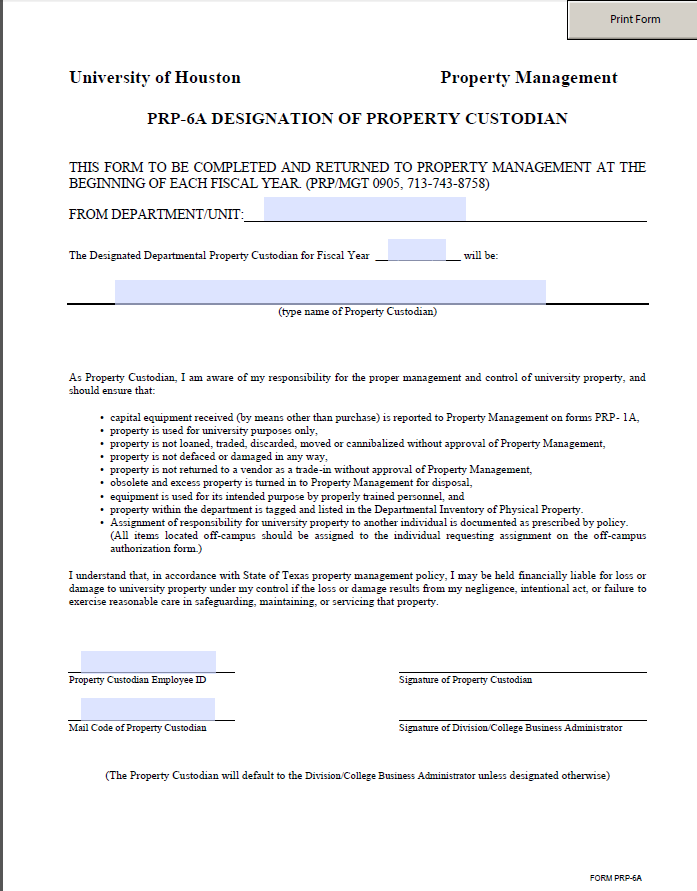 Print Form
University of Houston Property Management
PRP-6A DESIGNATION OF PROPERTY CUSTODIAN
THIS FORM TO BE COMPLETED AND RETURNED TO PROPERTY MANAGEMENT AT THE
BEGINNING OF EACH FISCAL YEAR. (PRP/MGT 0905, 713-743-8758)
FROM DEPARTMENT/UNIT:
The Designated Departmental Property Custodian for Fiscal Year will be:
(type name of Property Custodian)
As Property Custodian, I am aware of my responsibility for the proper management and control of university property, and
should ensure that:
• capital equipment received (by means other than purchase) is reported to Property Management on forms PRP- 1A,
• property is used for university purposes only,
• property is not loaned, traded, discarded, moved or cannibalized without approval of Property Management,
• property is not defaced or damaged in any way,
• property is not returned to a vendor as a trade-in without approval of Property Management,
• obsolete and excess property is turned in to Property Management for disposal,
• equipment is used for its intended purpose by properly trained personnel, and
• property within the department is tagged and listed in the Departmental Inventory of Physical Property.
• Assignment of responsibility for university property to another individual is documented as prescribed by policy.
(All items located off-campus should be assigned to the individual requesting assignment on the off-campus
authorization form.)
I understand that, in accordance with State of Texas property management policy, I may be held financially liable for loss or
damage to university property under my control if the loss or damage results from my negligence, intentional act, or failure to
exercise reasonable care in safeguarding, maintaining, or servicing that property.
Property Custodian Employee ID Signature of Property Custodian
Mail Code of Property Custodian Signature of Division/College Business Administrator
(The Property Custodian will default to the Division/College Business Administrator unless designated otherwise)
FORM PRP-6A